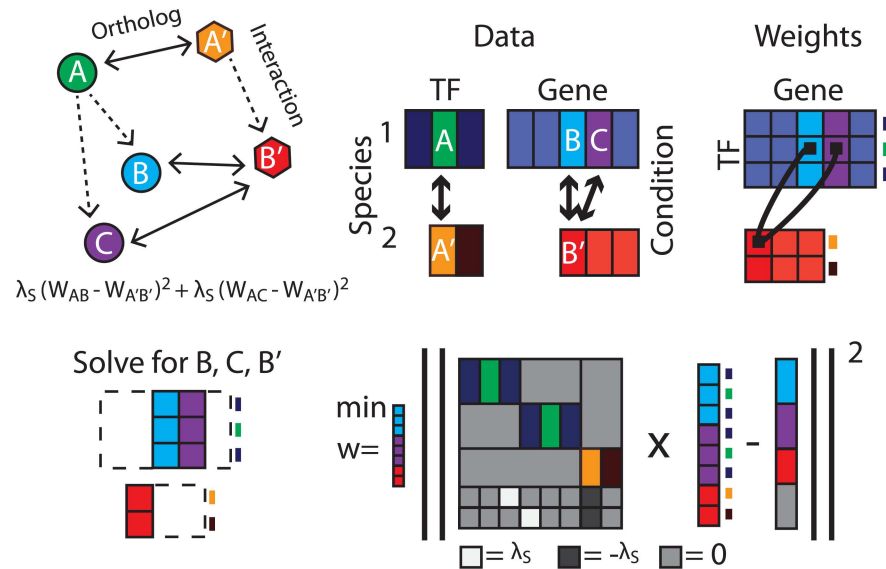 Ortholog
Interaction
A
A'
B
B'
C
λS (WAB - WA'B')² + λS (WAC - WA'B')²
Data
TF
Gene
Species
1
2
A
B
C
A'
B'
Condition
Weights
Gene
TF
Solve for B, C, B'
min
w=
x
-
2
= λS
= -λS
= 0